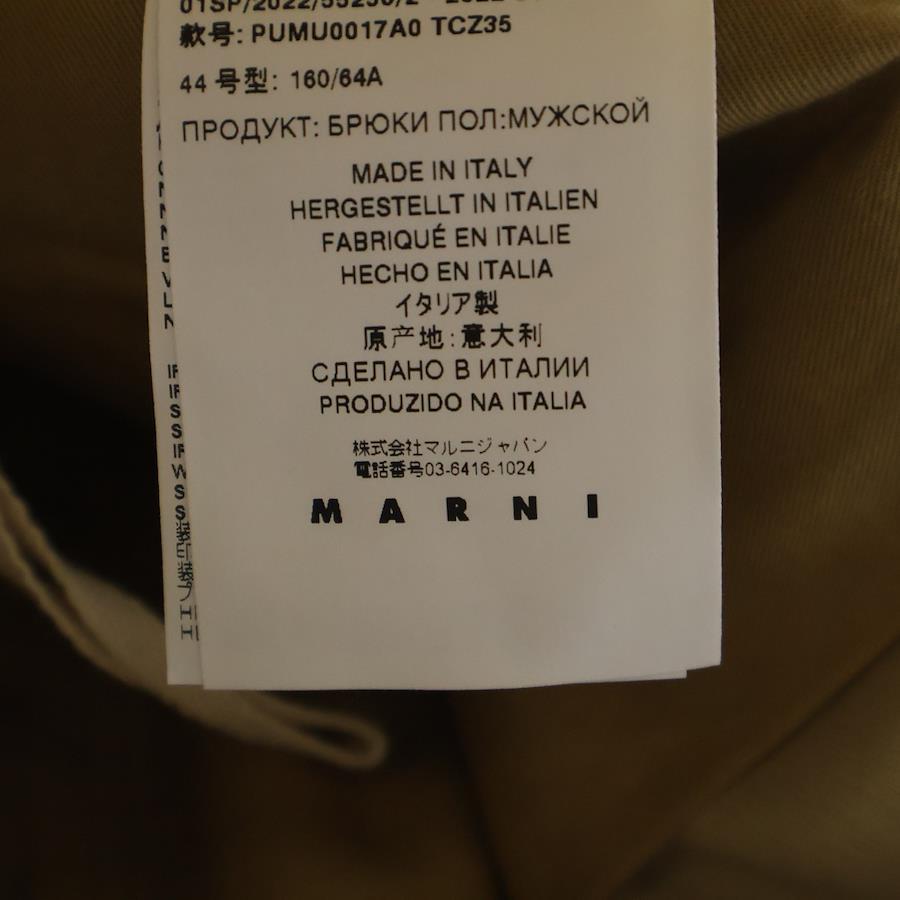 款号: PUMU0017A0 TCZ35
44 号型: 160/64A
ПРОДУКТ: БРЮКИ ПОЛ:МУЖСКОЙ
MADE IN ITALY
HERGESTELLT IN ITALIEN
FABRIQUÉ EN ITALIE
HECHO EN ITALIA
イタリア製
原产地:意大利
СДЕЛАНО В ИТАЛИИ
PRODUZIDO NA ITALIA
株式会社マルニジャパン
電話番号03-6416-1024
MARNI